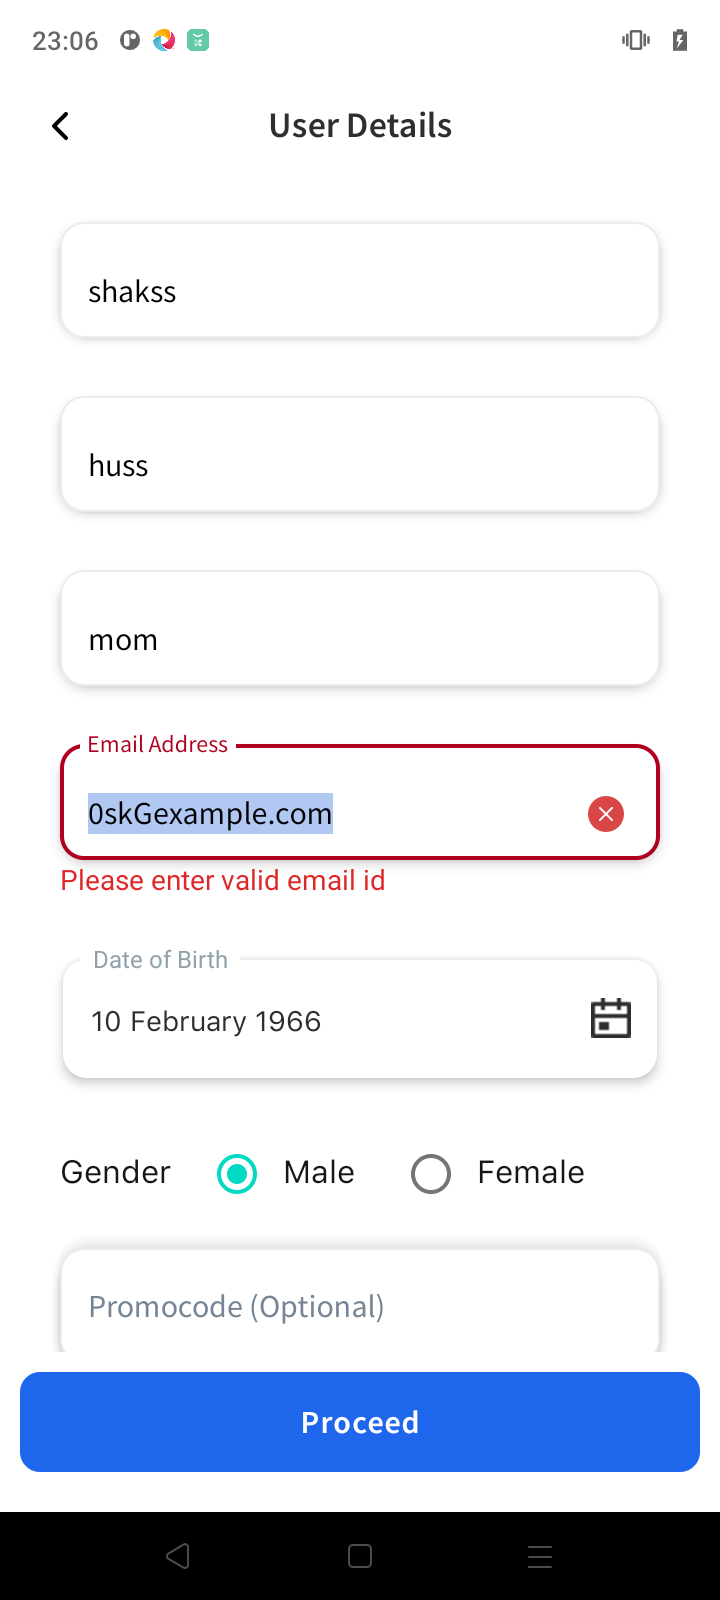 23:06
User Details
shakss
huss
mom
Email Address
0skGexample.com
Please enter valid email id
Date of Birth
10 February 1966
Gender Male Female
Promocode (Optional)
Proceed